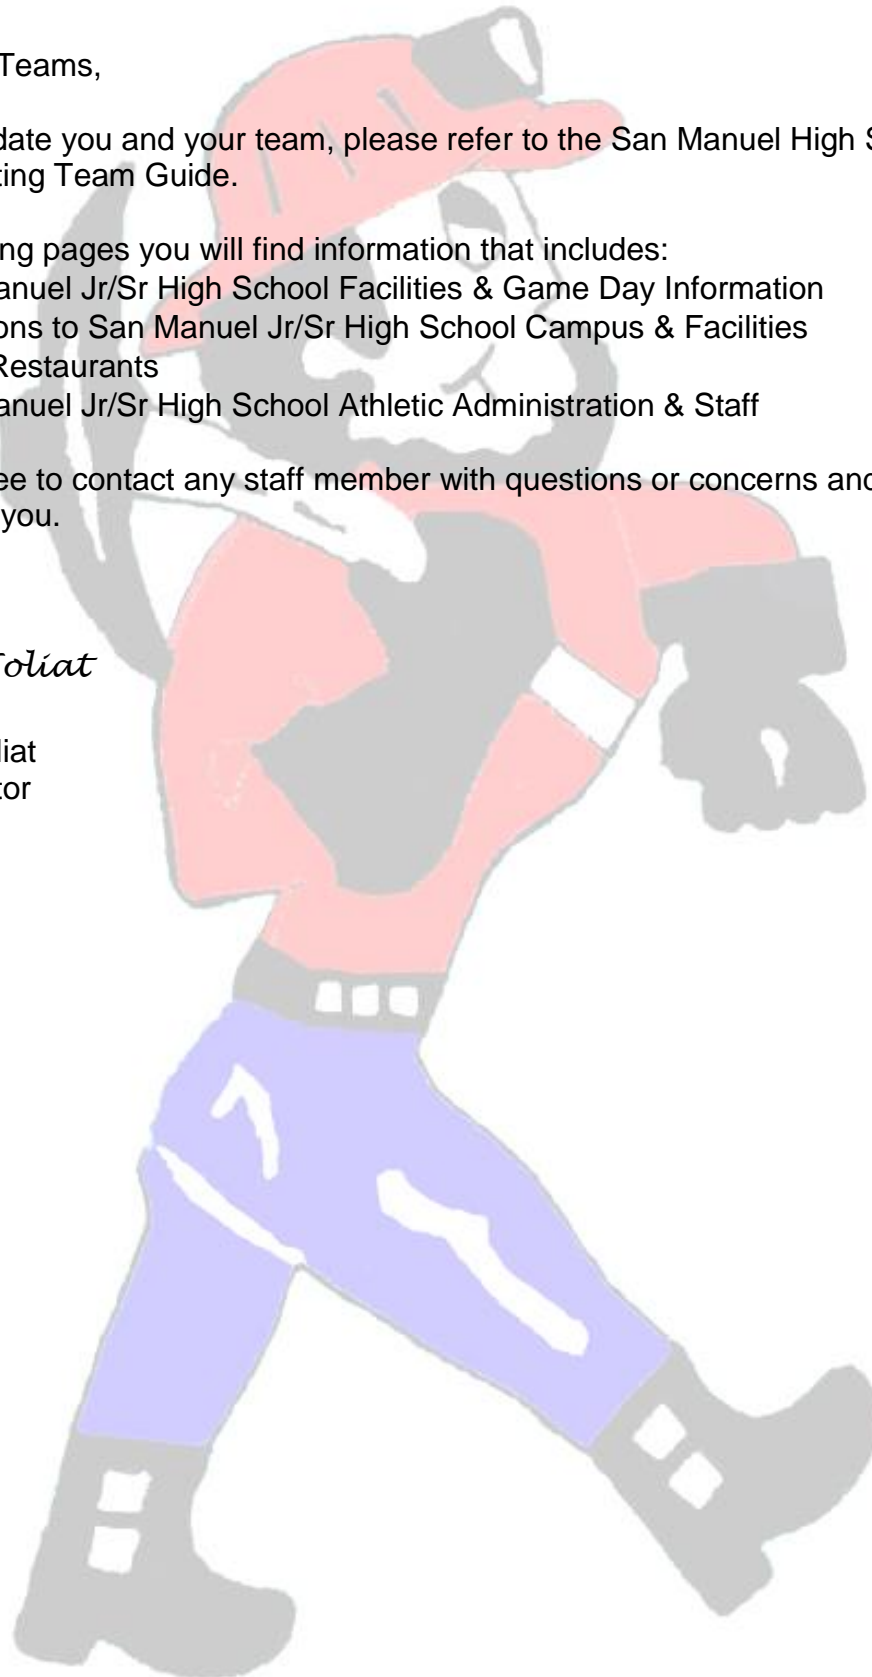 Teams,
date you and your team, please refer to the San Manuel High S
ting Team Guide.
ng pages you will find information that includes:
anuel Jr/Sr High School Facilities & Game Day Information
ons to San Manuel Jr/Sr High School Campus & Facilities
Restaurants
anuel Jr/Sr High School Athletic Administration & Staff
ee to contact any staff member with questions or concerns and
you.
Foliat
liat
tor